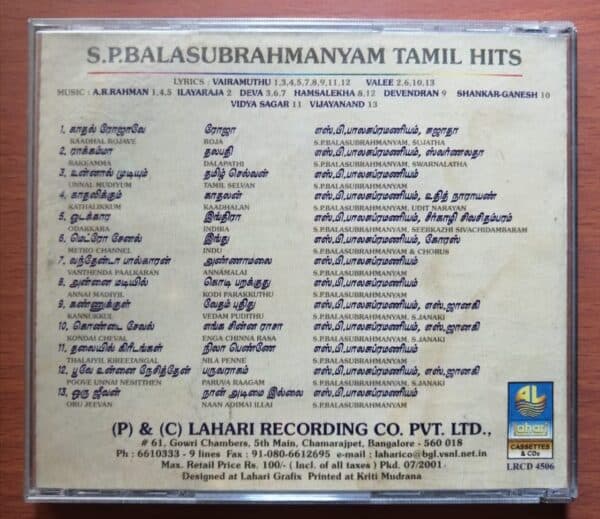 S.P.BALASUBRAHMANYAM TAMIL HITS
LYRICS : VAIRAMUTHU 1,3,4,5,7,8,9,11,12 VALEE 2,6,10,13
MUSIC : A.R.RAHMAN 1,4,5 ILAYARAJA 2 DEVA 3,6,7 HAMSALEKHA 8,12 DEVENDRAN 9 SHANKAR-GANESH 10
VIDYA SAGAR 11 VIJAYANAND 13
1, காதல் ரோஜாவே ரோஜா எஸ்.பி.பாலசுப்ரமணியம், சுஜாதா
KAADHAL ROJAVE ROJA S.P.BALASUBRAHMANYAM, SUJATHA
2, ராக்கம்மா தலபதி எஸ்.பி.பாலசுப்ரமணியம், ஸ்வர்ணலதா
RAKKAMMA DALAPATHI S.P.BALASUBRAHMANYAM, SWARNALATHA
3, உன்னால் முடியும் தமிழ் செல்வன் எஸ்.பி.பாலசுப்ரமணியம்
UNNAL MUDIYUM TAMIL SELVAN S.P.BALASUBRAHMANYAM
4, காதலிக்கும் காதலன் எஸ்.பி.பாலசுப்ரமணியம், உதித் நாராயண்
KATHALIKKUM KAADHALAN S.P.BALASUBRAHMANYAM, UDIT NARAYAN
5, ஓடக்கார இந்திரா எஸ்.பி.பாலசுப்ரமணியம், சீர்காழி சிவசிதம்பரம்
ODAKKARA INDIRA S.P.BALASUBRAHMANYAM, SEERKAZHI SIVACHIDAMBARAM
6, மெட்ரோ சேனல் இந்து எஸ்.பி.பாலசுப்ரமணியம், கோரஸ்
METRO CHANNEL INDU S.P.BALASUBRAHMANYAM & CHORUS
7, வந்தேண்டா பால்காரன் அண்ணாமலை எஸ்.பி.பாலசுப்ரமணியம்
VANTHENDA PAALKARAN ANNAMALAI S.P.BALASUBRAHMANYAM
8, அன்னை மடியில் கொடி பறக்குது எஸ்.பி.பாலசுப்ரமணியம்
ANNAI MADIYIL KODI PARAKKUTHU S.P.BALASUBRAHMANYAM
9, கண்ணுக்குள் வேதம் புதிது எஸ்.பி.பாலசுப்ரமணியம், எஸ்.ஜானகி
KANNUKKUL VEDAM PUDITHU S.P.BALASUBRAHMANYAM, S.JANAKI
10, கொண்டை சேவல் எங்க சின்ன ராசா எஸ்.பி.பாலசுப்ரமணியம், எஸ்.ஜானகி
KONDAI CHEVAL ENGA CHINNA RASA S.P.BALASUBRAHMANYAM, S.JANAKI
11, தலையில் கிரீடங்கள் நிலா பெண்ணே எஸ்.பி.பாலசுப்ரமணியம்
THALAIYIL KHEERETANGAL NILA PENNE S.P.BALASUBRAHMANYAM
12, பூவே உன்னை நேசித்தேன் பருவராகம் எஸ்.பி.பாலசுப்ரமணியம், எஸ்.ஜானகி
POOVE UNNAI NESITTHEN PARUVA RAAGAM S.P.BALASUBRAHMANYAM, S.JANAKI
13, ஒரு ஜீவன் நான் அடிமை இல்லை எஸ்.பி.பாலசுப்ரமணியம், எஸ்.ஜானகி
ORU JEEVAN NAAN ADIMAI ILLAI S.P.BALASUBRAHMANYAM, S.JANAKI
(P) & (C) LAHARI RECORDING CO. PVT. LTD.,
# 61, Gowri Chambers, 5th Main, Chamarajpet, Bangalore - 560 018
Ph : 6610333 - 9 lines Fax : 91-080-6612695 e-mail : laharico@bgl.vsnl.net.in
Max. Retail Price Rs. 100/- ( Incl. of all taxes ) Pkd. 07/2001
Designed at Lahari Grafix Printed at Kriti Mudrana
lahari
CASSETTES
& CDs
LRCD 4506